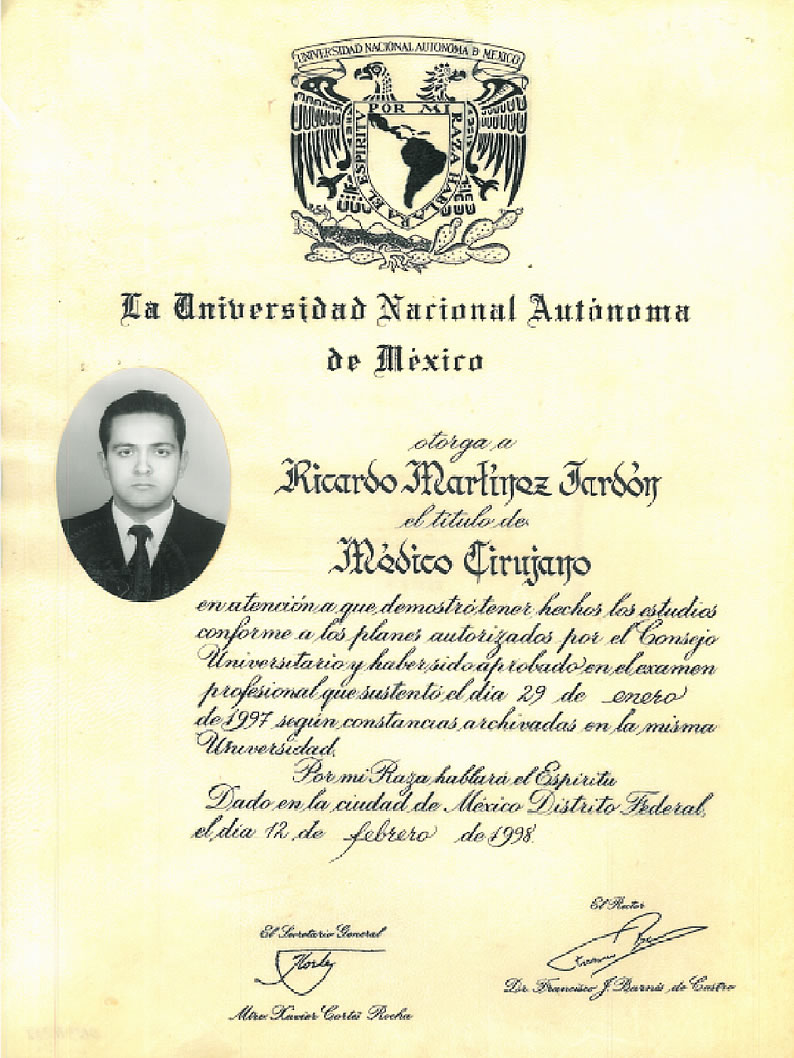 UNIVERSIDAD NACIONAL AUTONOMA D MEXICO
POR MI RAZA HABLARA EL ESPIRITV
La Universidad Nacional Autónoma
de México
otorga a
Ricardo Martínez Jardón
el título de
Médico Cirujano
en atención a que demostró tener hechos los estudios
conforme a los planes autorizados por el Consejo
Universitario y haber sido aprobado en el examen
profesional que sustentó el día 29 de enero
de 1997 según constancias archivadas en la misma
Universidad.
Por mi Raza hablará el Espíritu
Dado en la ciudad de México Distrito Federal,
el día 12 de febrero de 1998.
El Rector
El Secretario General
Dr. Francisco J. Barnés de Castro
Mtro. Xavier Cortés Rocha